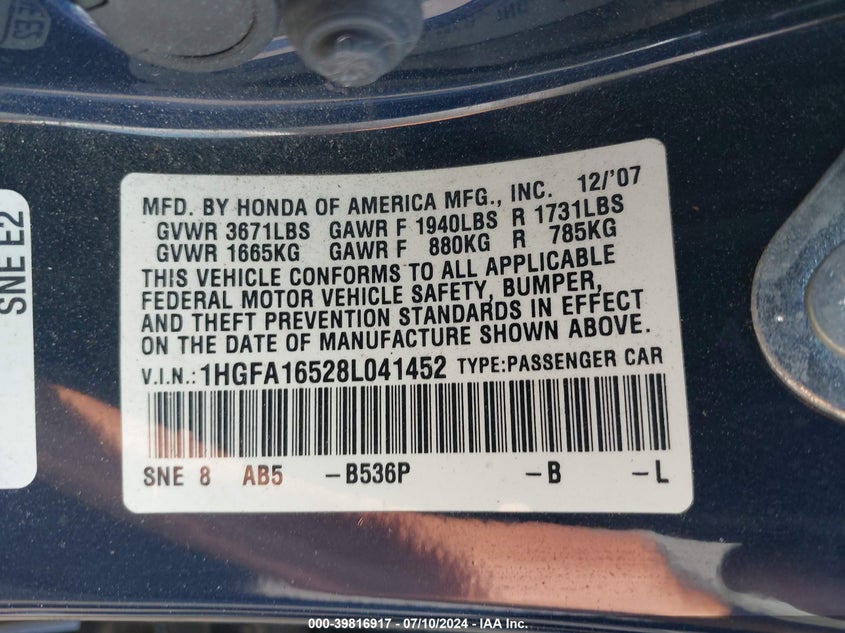 MFD. BY HONDA OF AMERICA MFG., INC. 12/'07
GVWR 3671LBS GAWR F 1940LBS R 1731LBS
GVWR 1665KG GAWR F 880KG R 785KG
THIS VEHICLE CONFORMS TO ALL APPLICABLE
FEDERAL MOTOR VEHICLE SAFETY, BUMPER,
AND THEFT PREVENTION STANDARDS IN EFFECT
ON THE DATE OF MANUFACTURE SHOWN ABOVE.
V.I.N.: 1HGFA16528L041452 TYPE:PASSENGER CAR
SNE 8 AB5 -B536P -B -L
SNE E2
000-39816917 - 07/10/2024 - IAA Inc.